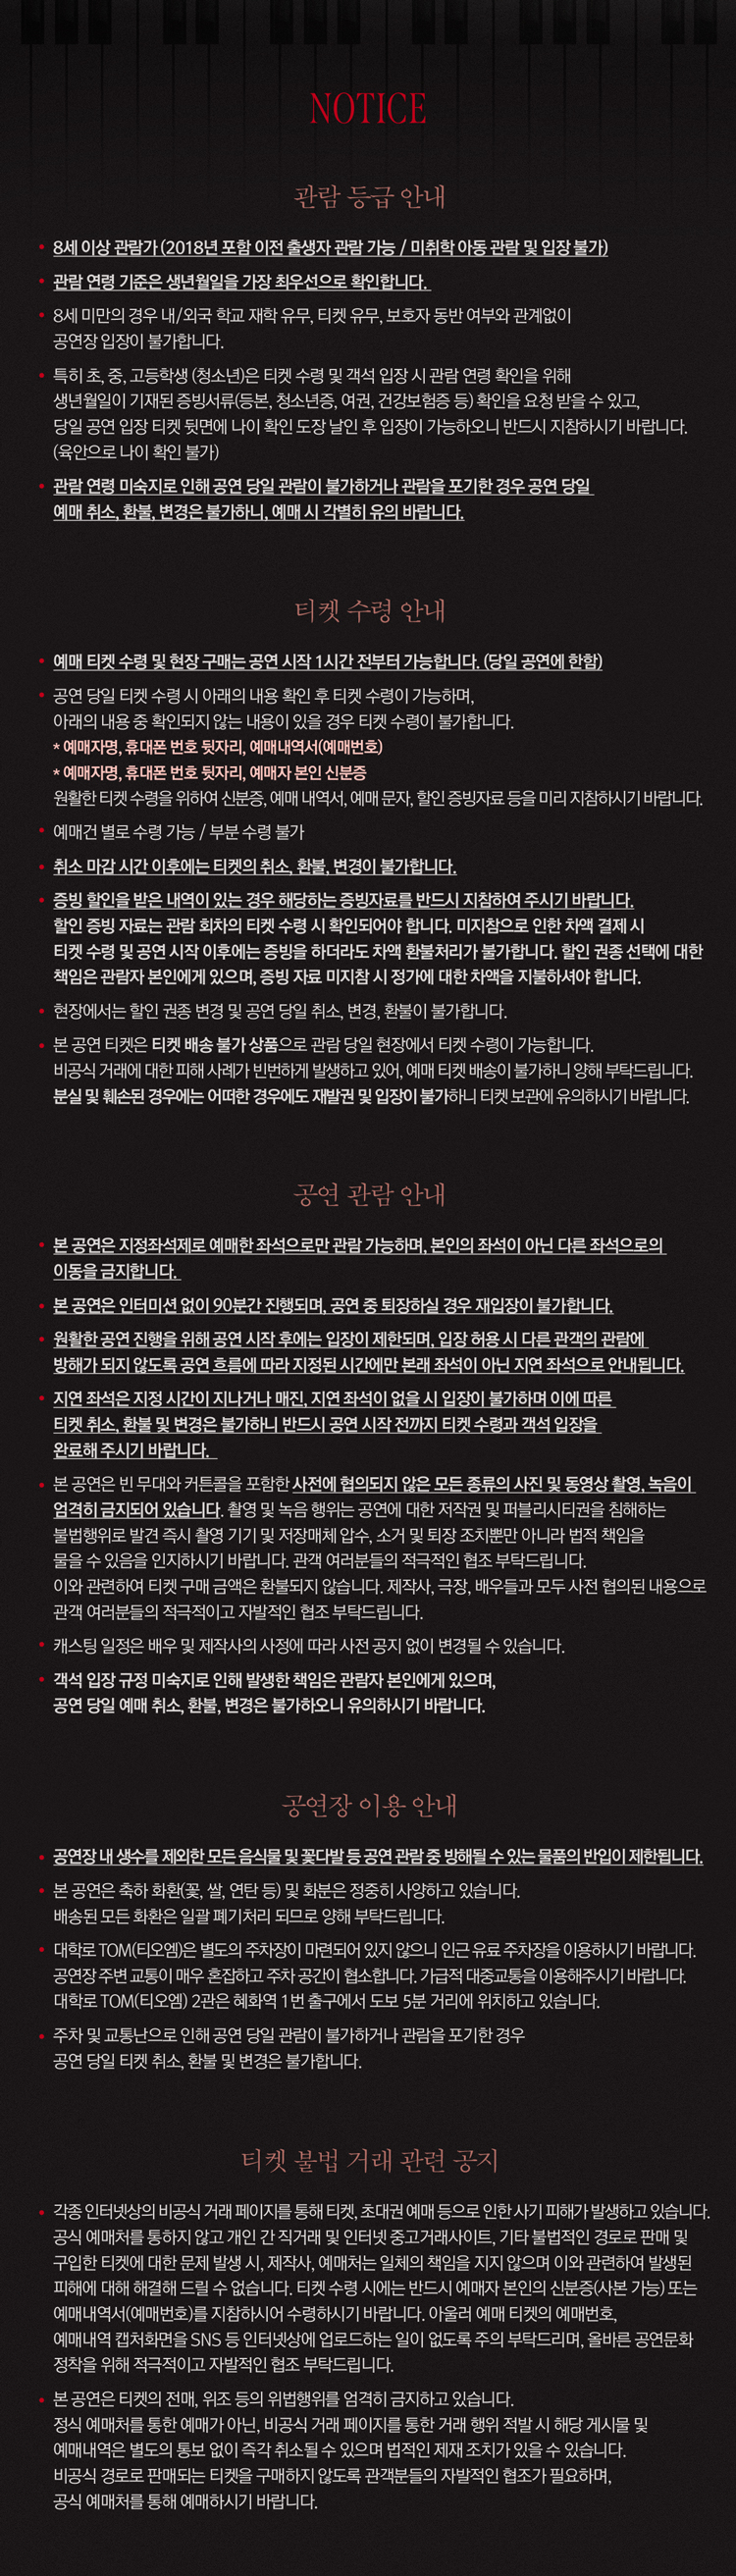 NOTICE
관람 등급 안내
• 8세 이상 관람가 (2018년 포함 이전 출생자 관람 가능 / 미취학 아동 관람 및 입장 불가)
• 관람 연령 기준은 생년월일을 가장 최우선으로 확인합니다.
• 8세 미만의 경우 내/외국 학교 재학 유무, 티켓 유무, 보호자 동반 여부와 관계없이
공연장 입장이 불가합니다.
• 특히 초, 중, 고등학생 (청소년)은 티켓 수령 및 객석 입장 시 관람 연령 확인을 위해
생년월일이 기재된 증빙서류(등본, 청소년증, 여권, 건강보험증 등) 확인을 요청 받을 수 있고,
당일 공연 입장 티켓 뒷면에 나이 확인 도장 날인 후 입장이 가능하오니 반드시 지참하시기 바랍니다.
(육안으로 나이 확인 불가)
• 관람 연령 미숙지로 인해 공연 당일 관람이 불가하거나 관람을 포기한 경우 공연 당일
예매 취소, 환불, 변경은 불가하니, 예매 시 각별히 유의 바랍니다.
티켓 수령 안내
• 예매 티켓 수령 및 현장 구매는 공연 시작 1시간 전부터 가능합니다. (당일 공연에 한함)
• 공연 당일 티켓 수령 시 아래의 내용 확인 후 티켓 수령이 가능하며,
아래의 내용 중 확인되지 않는 내용이 있을 경우 티켓 수령이 불가합니다.
* 예매자명, 휴대폰 번호 뒷자리, 예매내역서(예매번호)
* 예매자명, 휴대폰 번호 뒷자리, 예매자 본인 신분증
원활한 티켓 수령을 위하여 신분증, 예매 내역서, 예매 문자, 할인 증빙자료 등을 미리 지참하시기 바랍니다.
• 예매건 별로 수령 가능 / 부분 수령 불가
• 취소 마감 시간 이후에는 티켓의 취소, 환불, 변경이 불가합니다.
• 증빙 할인을 받은 내역이 있는 경우 해당하는 증빙자료를 반드시 지참하여 주시기 바랍니다.
할인 증빙 자료는 관람 회차의 티켓 수령 시 확인되어야 합니다. 미지참으로 인한 차액 결제 시
티켓 수령 및 공연 시작 이후에는 증빙을 하더라도 차액 환불처리가 불가합니다. 할인 권종 선택에 대한
책임은 관람자 본인에게 있으며, 증빙 자료 미지참 시 정가에 대한 차액을 지불하셔야 합니다.
• 현장에서는 할인 권종 변경 및 공연 당일 취소, 변경, 환불이 불가합니다.
• 본 공연 티켓은 티켓 배송 불가 상품으로 관람 당일 현장에서 티켓 수령이 가능합니다.
비공식 거래에 대한 피해 사례가 빈번하게 발생하고 있어, 예매 티켓 배송이 불가하니 양해 부탁드립니다.
분실 및 훼손된 경우에는 어떠한 경우에도 재발권 및 입장이 불가하니 티켓 보관에 유의하시기 바랍니다.
공연 관람 안내
• 본 공연은 지정좌석제로 예매한 좌석으로만 관람 가능하며, 본인의 좌석이 아닌 다른 좌석으로의
이동을 금지합니다.
• 본 공연은 인터미션 없이 90분간 진행되며, 공연 중 퇴장하실 경우 재입장이 불가합니다.
• 원활한 공연 진행을 위해 공연 시작 후에는 입장이 제한되며, 입장 허용 시 다른 관객의 관람에
방해가 되지 않도록 공연 흐름에 따라 지정된 시간에만 본래 좌석이 아닌 지연 좌석으로 안내됩니다.
• 지연 좌석은 지정 시간이 지나거나 매진, 지연 좌석이 없을 시 입장이 불가하며 이에 따른
티켓 취소, 환불 및 변경은 불가하니 반드시 공연 시작 전까지 티켓 수령과 객석 입장을
완료해 주시기 바랍니다.
• 본 공연은 빈 무대와 커튼콜을 포함한 사전에 협의되지 않은 모든 종류의 사진 및 동영상 촬영, 녹음이
엄격히 금지되어 있습니다. 촬영 및 녹음 행위는 공연에 대한 저작권 및 퍼블리시티권을 침해하는
불법행위로 발견 즉시 촬영 기기 및 저장매체 압수, 소거 및 퇴장 조치뿐만 아니라 법적 책임을
물을 수 있음을 인지하시기 바랍니다. 관객 여러분들의 적극적인 협조 부탁드립니다.
이와 관련하여 티켓 구매 금액은 환불되지 않습니다. 제작사, 극장, 배우들과 모두 사전 협의된 내용으로
관객 여러분들의 적극적이고 자발적인 협조 부탁드립니다.
• 캐스팅 일정은 배우 및 제작사의 사정에 따라 사전 공지 없이 변경될 수 있습니다.
• 객석 입장 규정 미숙지로 인해 발생한 책임은 관람자 본인에게 있으며,
공연 당일 예매 취소, 환불, 변경은 불가하오니 유의하시기 바랍니다.
공연장 이용 안내
• 공연장 내 생수를 제외한 모든 음식물 및 꽃다발 등 공연 관람 중 방해될 수 있는 물품의 반입이 제한됩니다.
• 본 공연은 축하 화환(꽃, 쌀, 연탄 등) 및 화분은 정중히 사양하고 있습니다.
배송된 모든 화환은 일괄 폐기처리 되므로 양해 부탁드립니다.
• 대학로 TOM(티오엠)은 별도의 주차장이 마련되어 있지 않으니 인근 유료 주차장을 이용하시기 바랍니다.
공연장 주변 교통이 매우 혼잡하고 주차 공간이 협소합니다. 가급적 대중교통을 이용해주시기 바랍니다.
대학로 TOM(티오엠) 2관은 혜화역 1번 출구에서 도보 5분 거리에 위치하고 있습니다.
• 주차 및 교통난으로 인해 공연 당일 관람이 불가하거나 관람을 포기한 경우
공연 당일 티켓 취소, 환불 및 변경은 불가합니다.
티켓 불법 거래 관련 공지
• 각종 인터넷상의 비공식 거래 페이지를 통해 티켓, 초대권 예매 등으로 인한 사기 피해가 발생하고 있습니다.
공식 예매처를 통하지 않고 개인 간 직거래 및 인터넷 중고거래사이트, 기타 불법적인 경로로 판매 및
구입한 티켓에 대한 문제 발생 시, 제작사, 예매처는 일체의 책임을 지지 않으며 이와 관련하여 발생된
피해에 대해 해결해 드릴 수 없습니다. 티켓 수령 시에는 반드시 예매자 본인의 신분증(사본 가능) 또는
예매내역서(예매번호)를 지참하시어 수령하시기 바랍니다. 아울러 예매 티켓의 예매번호,
예매내역 캡처화면을 SNS 등 인터넷상에 업로드하는 일이 없도록 주의 부탁드리며, 올바른 공연문화
정착을 위해 적극적이고 자발적인 협조 부탁드립니다.
• 본 공연은 티켓의 전매, 위조 등의 위법행위를 엄격히 금지하고 있습니다.
정식 예매처를 통한 예매가 아닌, 비공식 거래 페이지를 통한 거래 행위 적발 시 해당 게시물 및
예매내역은 별도의 통보 없이 즉각 취소될 수 있으며 법적인 제재 조치가 있을 수 있습니다.
비공식 경로로 판매되는 티켓을 구매하지 않도록 관객분들의 자발적인 협조가 필요하며,
공식 예매처를 통해 예매하시기 바랍니다.